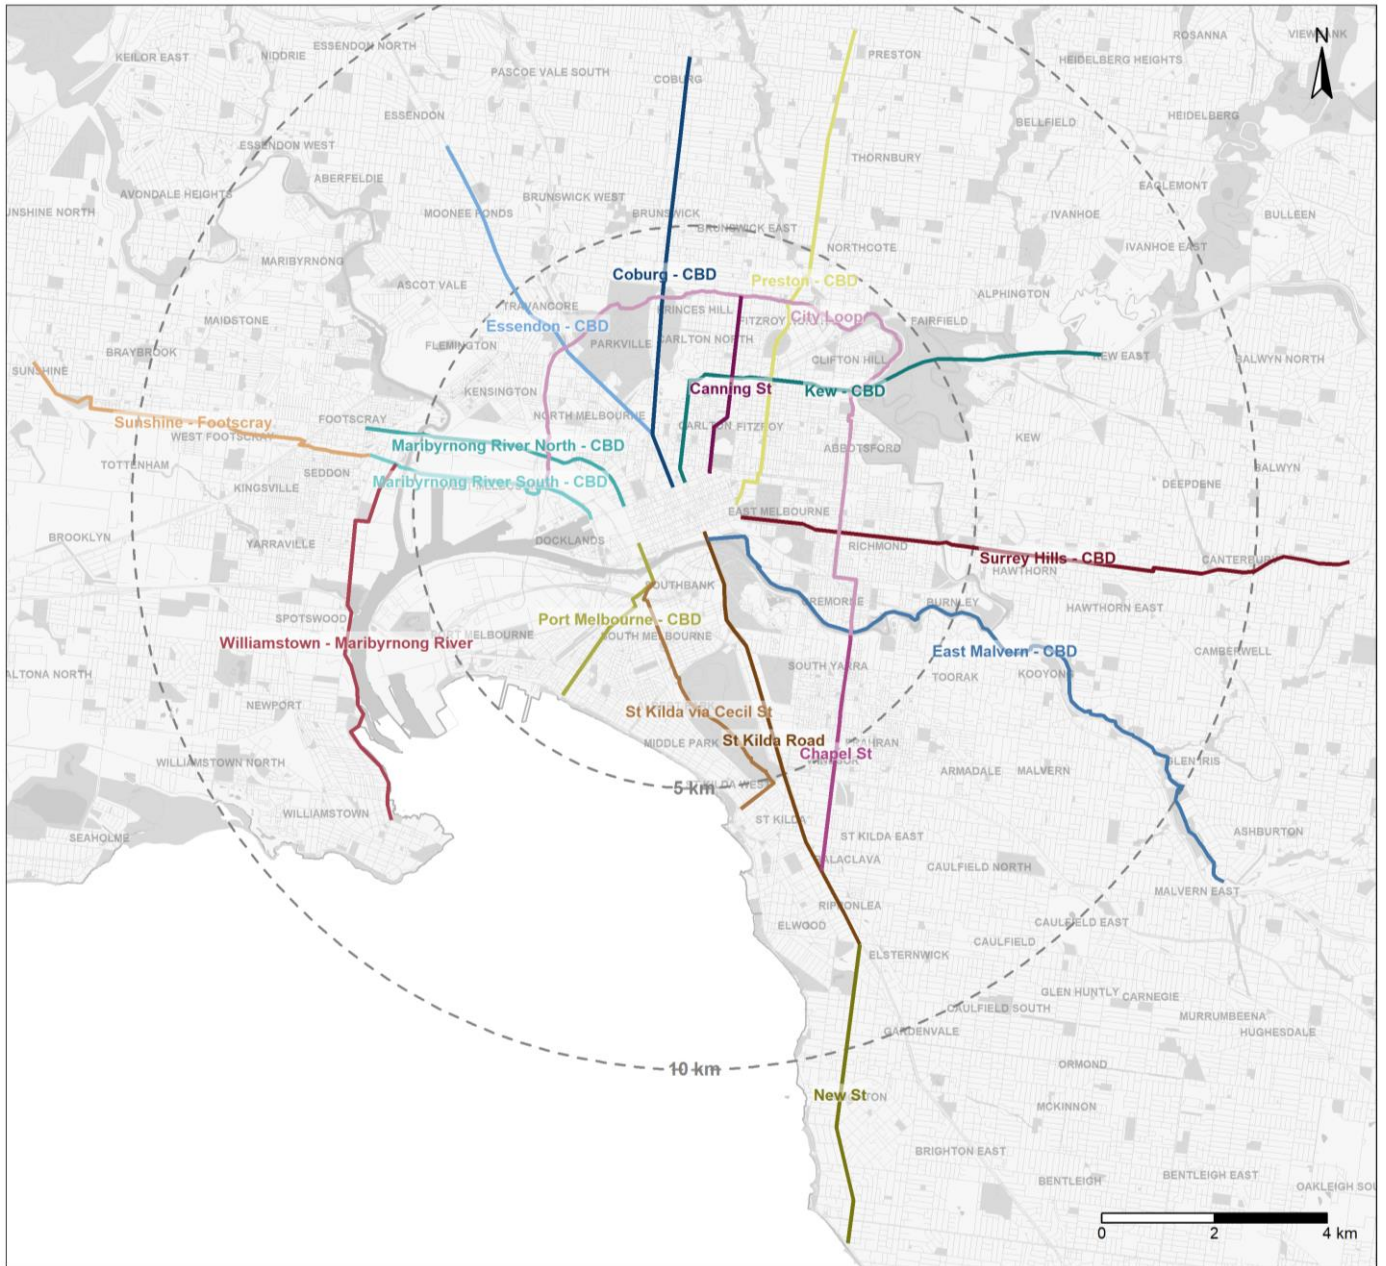 ROSANNA
N
VIEWBANK
ESSENDON NORTH
KEILOR EAST
NIDDRIE
PRESTON
HEIDELBERG HEIGHTS
PASCOE VALE SOUTH
COBURG
ESSENDON
HEIDELBERG
BELLFIELD
ESSENDON WEST
THORNBURY
ABERFELDIE
EAGLEMONT
AVONDALE HEIGHTS
BRUNSWICK WEST
UNSHINE NORTH
MOONEE PONDS
BRUNSWICK
IVANHOE
BULLEEN
BRUNSWICK EAST
NORTHCOTE
IVANHOE EAST
MARIBYRNONG
Coburg - CBD
Preston - CBD
ASCOT VALE
ALPHINGTON
TRAVANCORE
PRINCES HILL
MAIDSTONE
City Loop
FITZROY
FAIRFIELD
Essendon - CBD
CARLTON NORTH
FLEMINGTON
PARKVILLE
BRAYBROOK
CLIFTON HILL
KEW EAST
BALWYN NORTH
SUNSHINE
KENSINGTON
Canning St
Kew - CBD
NORTH MELBOURNE
FOOTSCRAY
Sunshine - Footscray
CARLTON
FITZROY
WEST FOOTSCRAY
KEW
Maribyrnong River North - CBD
ABBOTSFORD
TOTTENHAM
SEDDON
BALWYN
Maribyrnong River South - CBD
DEEPDENE
KINGSVILLE
EAST MELBOURNE
BROOKLYN
DOCKLANDS
YARRAVILLE
RICHMOND
Surrey Hills - CBD
CANTERBURY
HAWTHORN
SOUTHBANK
CREMORNE
BURNLEY
HAWTHORN EAST
SPOTSWOOD
Port Melbourne - CBD
PORT MELBOURNE
SOUTH MELBOURNE
Williamstown - Maribyrnong River
East Malvern - CBD
CAMBERWELL
SOUTH YARRA
ALTONA NORTH
TOORAK
KOOYONG
NEWPORT
St Kilda via Cecil St
MIDDLE PARK
St Kilda Road
PRAHRAN
Chapel St
WILLIAMSTOWN NORTH
GLEN IRIS
ARMADALE
MALVERN
ST KILDA WEST
5 km
WILLIAMSTOWN
ST KILDA
SEAHOLME
ST KILDA EAST
ASHBURTON
BALACLAVA
CAULFIELD NORTH
MALVERN EAST
RIPPONLEA
ELWOOD
CAULFIELD EAST
CAULFIELD
ELSTERNWICK
GLEN HUNTLY
CARNEGIE
CAULFIELD SOUTH
MURRUMBEENA
GARDENVALE
HUGHESDALE
10 km
ORMOND
New St
MCKINNON
BRIGHTON EAST
BENTLEIGH EAST
BENTLEIGH
OAKLEIGH SOU
0
2
4 km